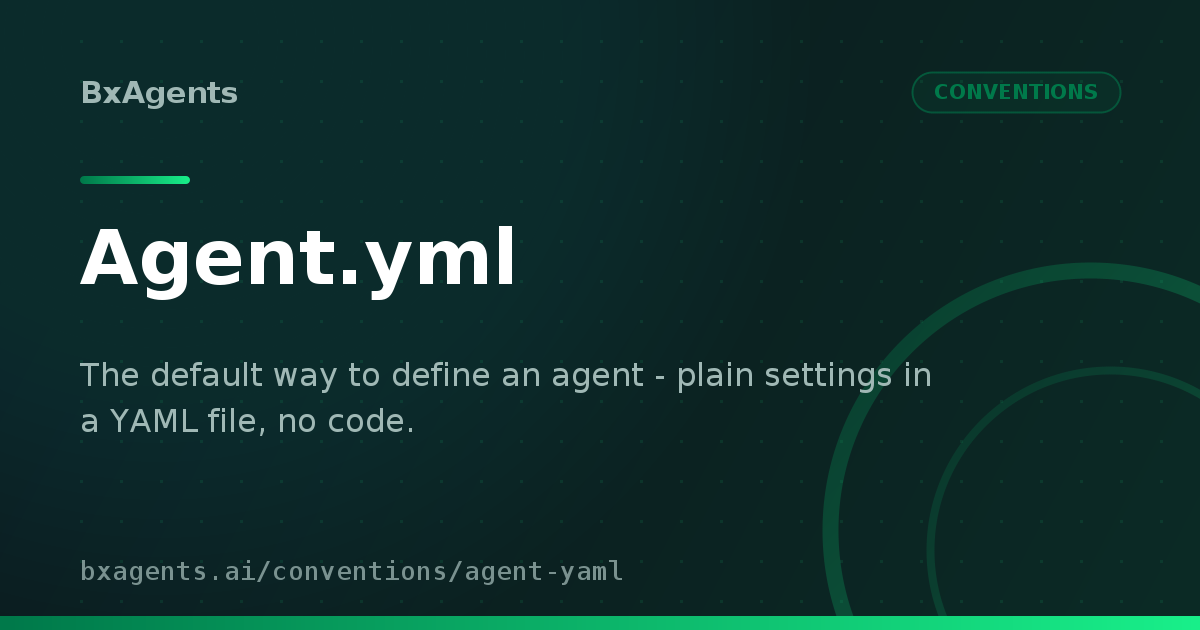 BxAgents
CONVENTIONS
Agent.yml
The default way to define an agent - plain settings in
a YAML file, no code.
bxagents.ai/conventions/agent-yaml